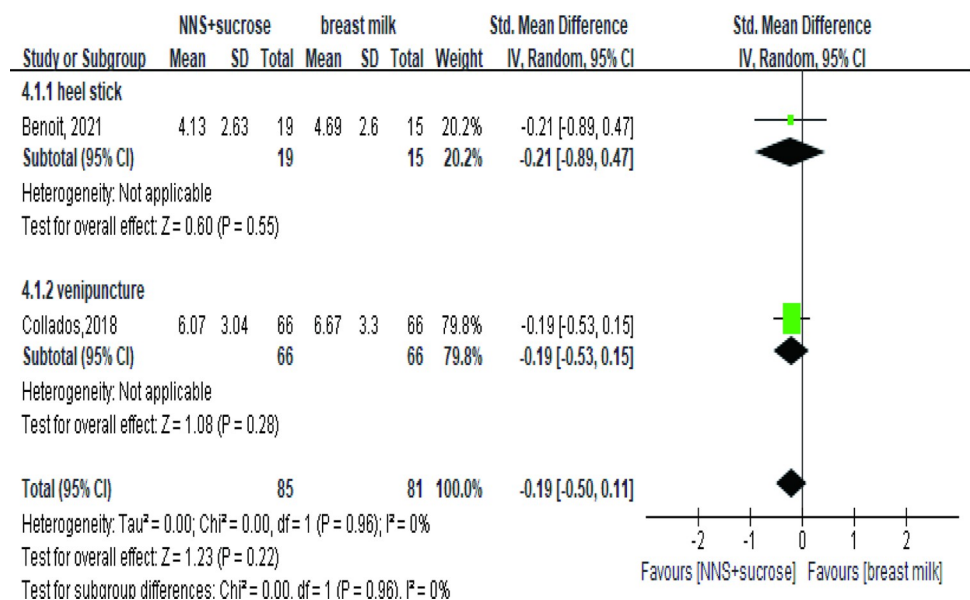 NNS+sucrose breast milk Std. Mean Difference Std. Mean Difference
Study or Subgroup Mean SD Total Mean SD Total Weight IV, Random, 95% CI IV, Random, 95% CI
4.1.1 heel stick
Benoit, 2021 4.13 2.63 19 4.69 2.6 15 20.2% -0.21 [-0.89, 0.47]
Subtotal (95% CI) 19 15 20.2% -0.21 [-0.89, 0.47]
Heterogeneity: Not applicable
Test for overall effect: Z = 0.60 (P = 0.55)
4.1.2 venipuncture
Collados,2018 6.07 3.04 66 6.67 3.3 66 79.8% -0.19 [-0.53, 0.15]
Subtotal (95% CI) 66 66 79.8% -0.19 [-0.53, 0.15]
Heterogeneity: Not applicable
Test for overall effect: Z = 1.08 (P = 0.28)
Total (95% CI) 85 81 100.0% -0.19 [-0.50, 0.11]
Heterogeneity: Tau² = 0.00; Chi² = 0.00, df = 1 (P = 0.96); I² = 0%
Test for overall effect: Z = 1.23 (P = 0.22)
Test for subgroup differences: Chi² = 0.00, df = 1 (P = 0.96), I² = 0%
-2 -1 0 1 2
Favours [NNS+sucrose] Favours [breast milk]